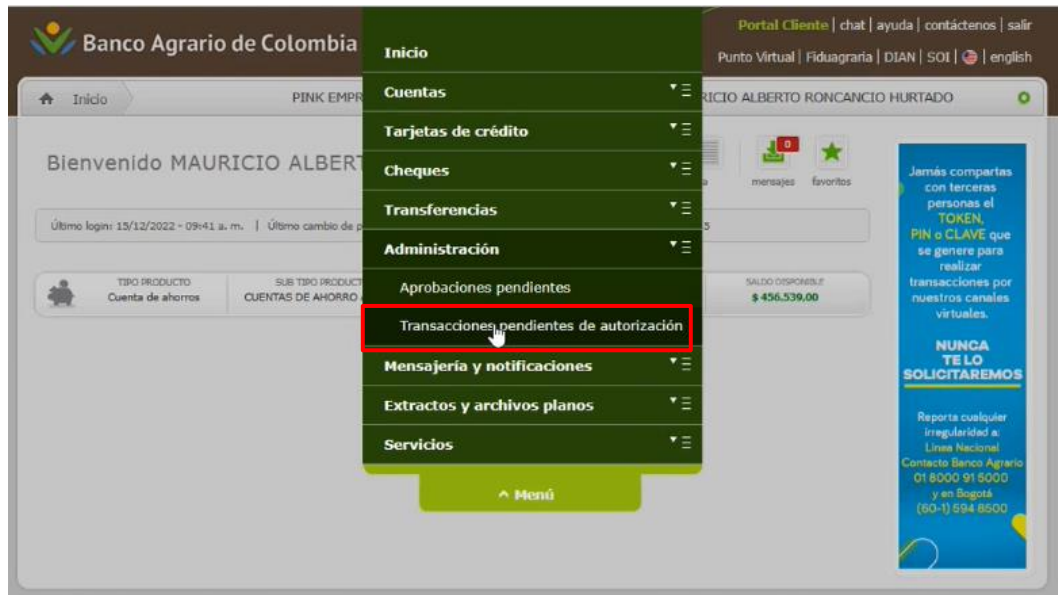 Banco Agrario de Colombia
Portal Cliente | chat | ayuda | contáctenos | salir
Punto Virtual | Fiduagraria | DIAN | SOI | | english
Inicio
PINK EMPR
RICIO ALBERTO RONCANCIO HURTADO
Bienvenido MAURICIO ALBERT
0
mensajes
favoritos
Último login: 15/12/2022 - 09:41 a. m. | Último cambio de p
TIPO PRODUCTO
Cuenta de ahorros
SUB TIPO PRODUCT
CUENTAS DE AHORRO
SALDO DISPONIBLE
$ 456.539,00
Inicio
Cuentas
Tarjetas de crédito
Cheques
Transferencias
Administración
Aprobaciones pendientes
Transacciones pendientes de autorización
Mensajería y notificaciones
Extractos y archivos planos
Servicios
^ Menú
Jamás compartas
con terceras
personas el
TOKEN,
PIN o CLAVE que
se genere para
realizar
transacciones por
nuestros canales
virtuales.
NUNCA
TE LO
SOLICITAREMOS
Reporta cualquier
irregularidad a:
Línea Nacional
Contacto Banco Agrario
01 8000 91 5000
y en Bogotá
(60-1) 594 8500